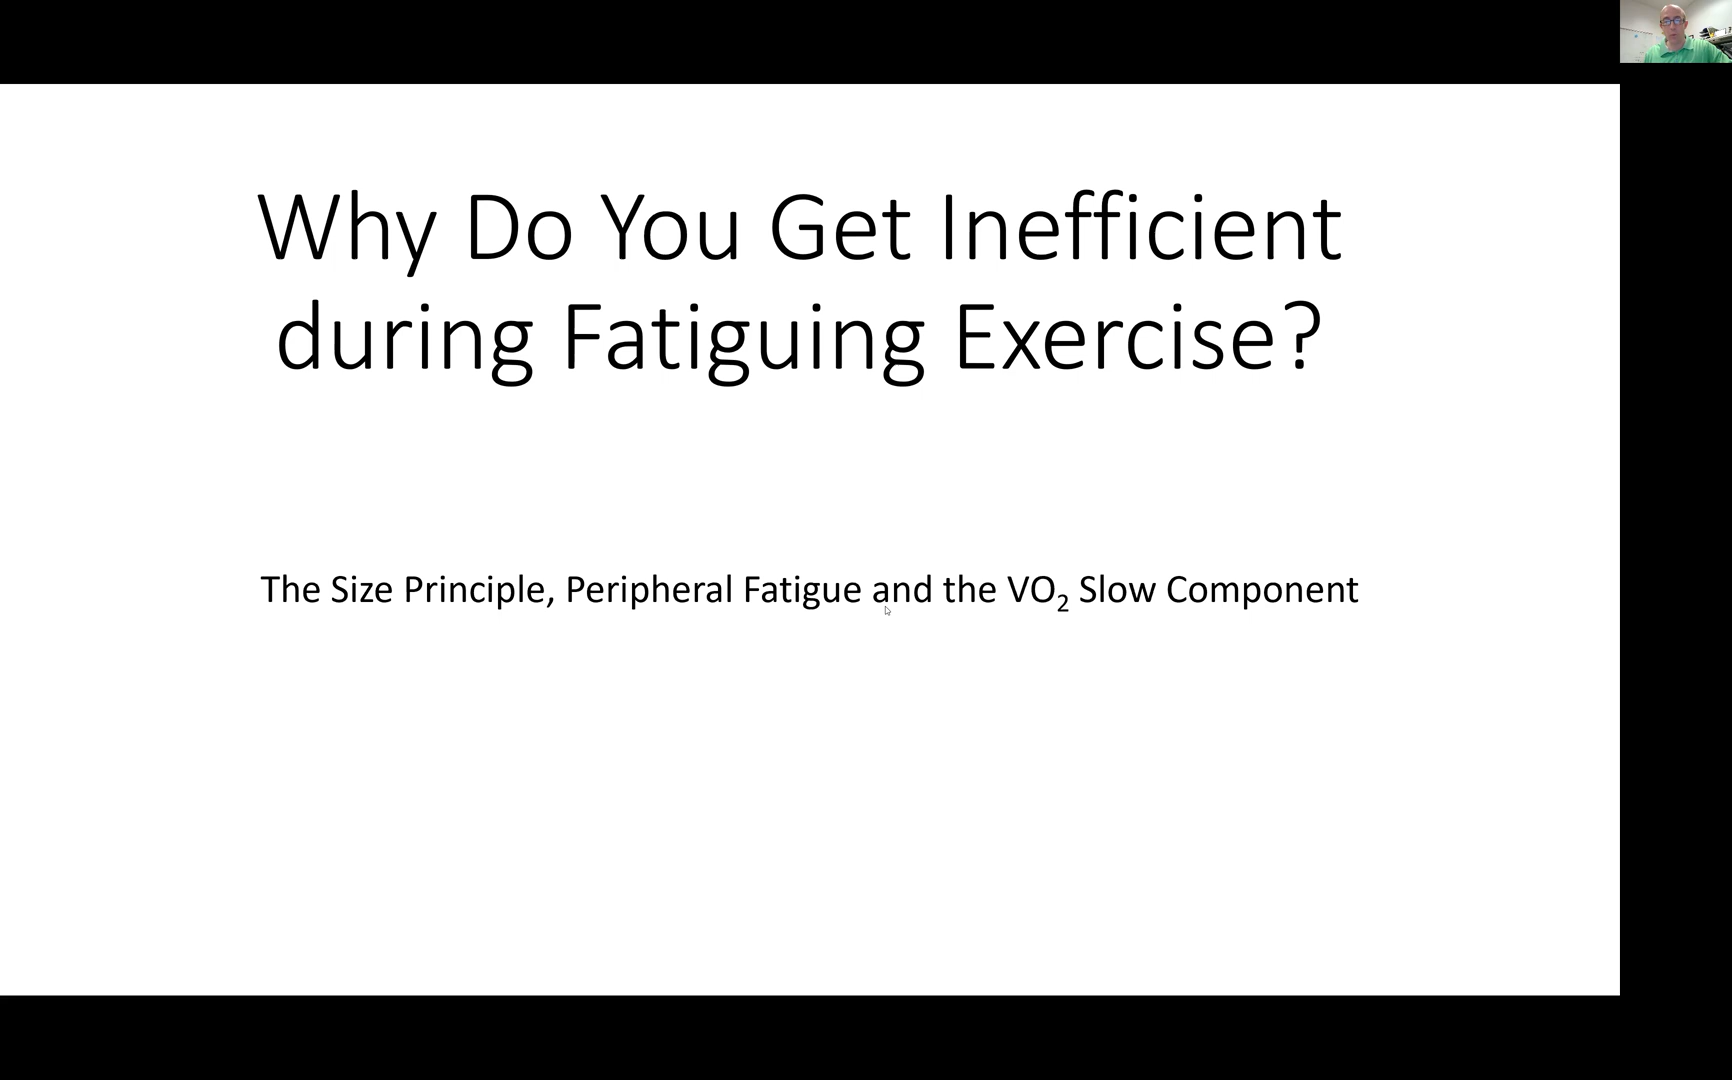 Why Do You Get Inefficient
during Fatiguing Exercise?
The Size Principle, Peripheral Fatigue and the VO₂ Slow Component